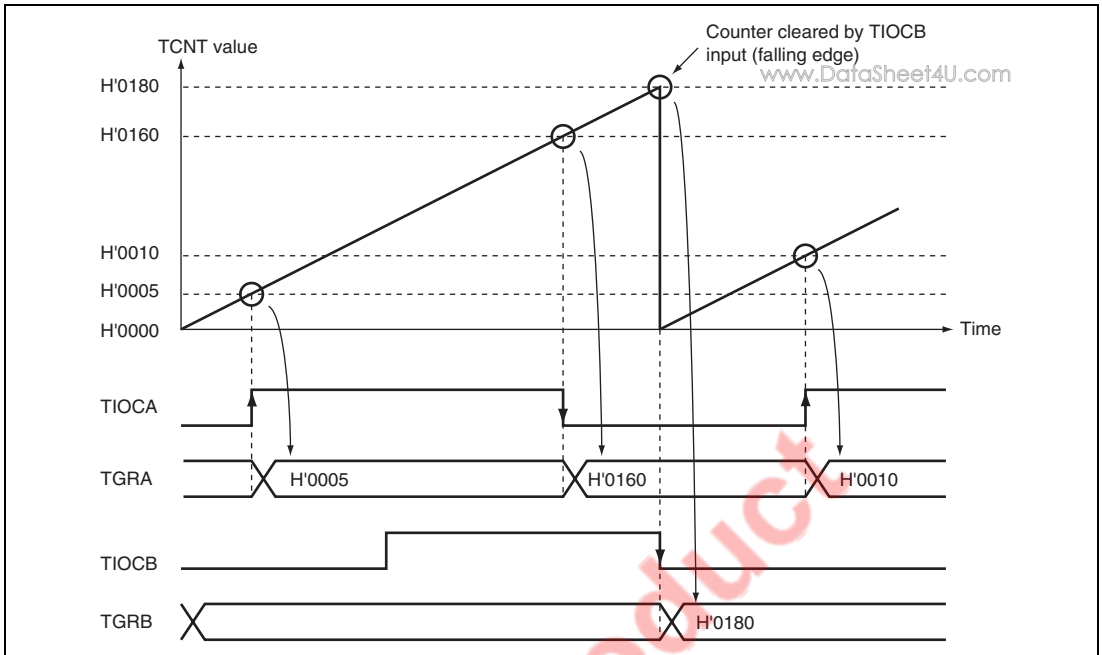 Counter cleared by TIOCB
input (falling edge)
www.DataSheet4U.com
TCNT value
H'0180
H'0160
H'0010
H'0005
H'0000
Time
TIOCA
TGRA
H'0005
H'0160
H'0010
TIOCB
TGRB
H'0180
oduct